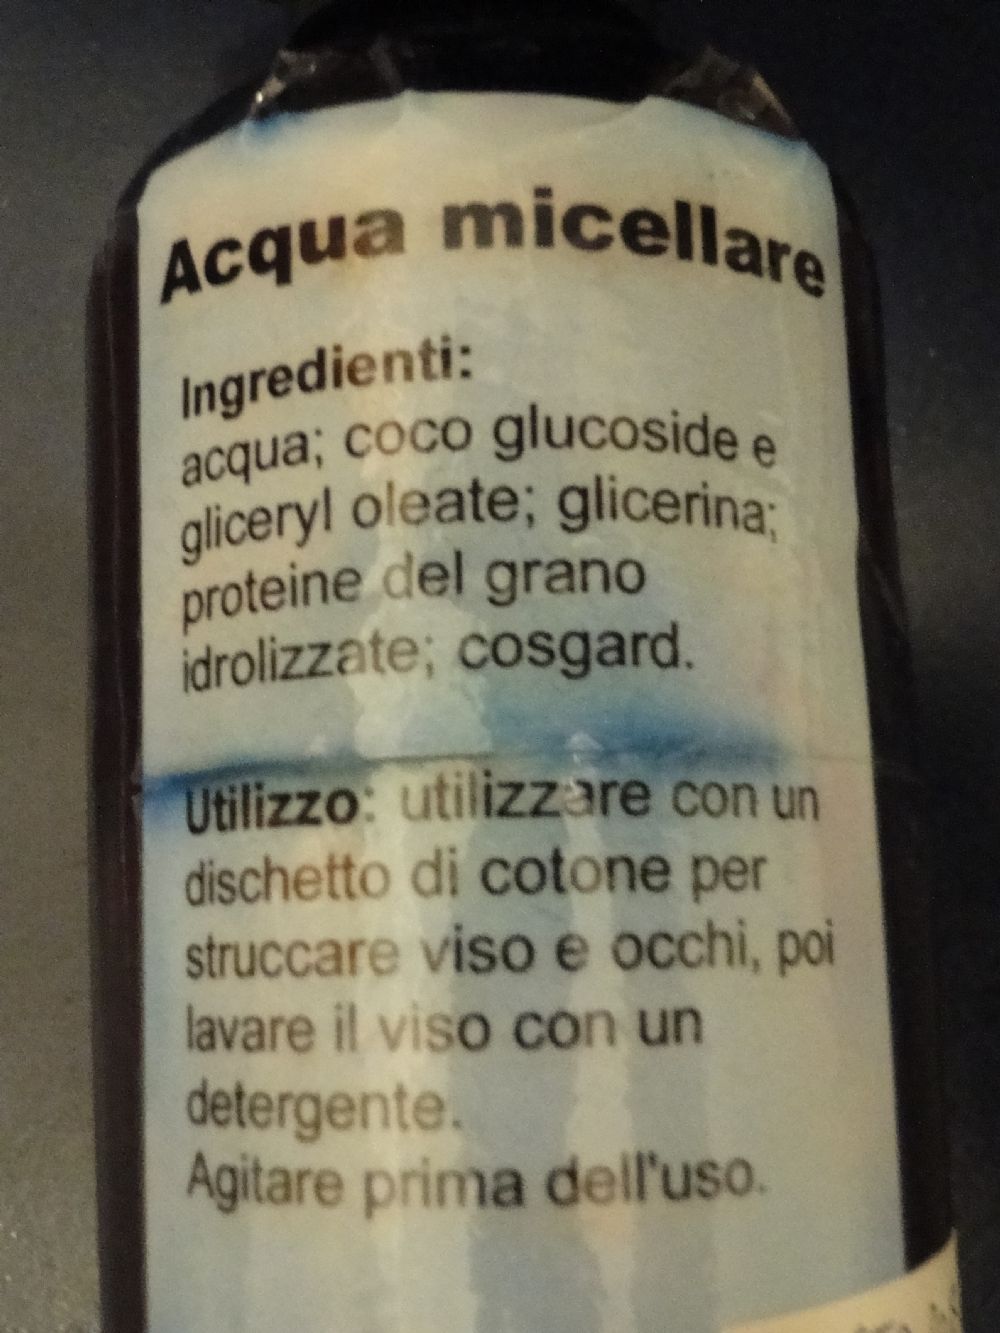 Acqua micellare
Ingredienti:
acqua; coco glucoside e
gliceryl oleate; glicerina;
proteine del grano
idrolizzate; cosgard.
Utilizzo: utilizzare con un
dischetto di cotone per
struccare viso e occhi, poi
lavare il viso con un
detergente.
Agitare prima dell'uso.